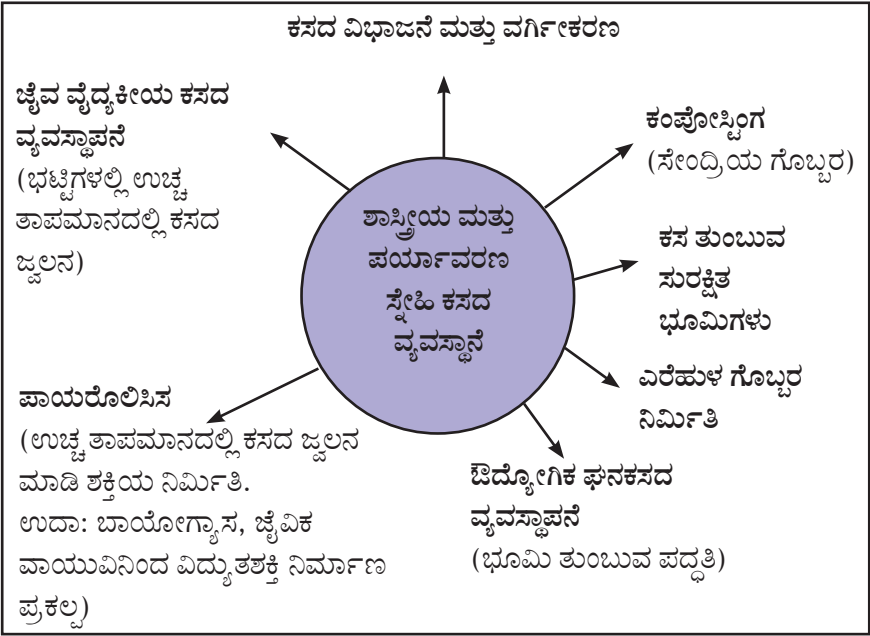 ಕಸದ ವಿಭಾಜನೆ ಮತ್ತು ವರ್ಗೀಕರಣ
ಜೈವ ವೈದ್ಯಕೀಯ ಕಸದ
ವ್ಯವಸ್ಥಾಪನೆ
(ಭಟ್ಟಿಗಳಲ್ಲಿ ಉಚ್ಚ
ತಾಪಮಾನದಲ್ಲಿ ಕಸದ
ಜ್ವಲನ)
ಕಂಪೋಸ್ಟಿಂಗ
(ಸೇಂದ್ರಿಯ ಗೊಬ್ಬರ)
ಶಾಸ್ತ್ರೀಯ ಮತ್ತು
ಪರ್ಯಾವರಣ
ಸ್ನೇಹಿ ಕಸದ
ವ್ಯವಸ್ಥಾನೆ
ಕಸ ತುಂಬುವ
ಸುರಕ್ಷಿತ
ಭೂಮಿಗಳು
ಎರೆಹುಳ ಗೊಬ್ಬರ
ನಿರ್ಮಿತಿ
ಪಾಯರೊಲಿಸಿಸ
(ಉಚ್ಚ ತಾಪಮಾನದಲ್ಲಿ ಕಸದ ಜ್ವಲನ
ಮಾಡಿ ಶಕ್ತಿಯ ನಿರ್ಮಿತಿ.
ಉದಾ: ಬಾಯೋಗ್ಯಾಸ, ಜೈವಿಕ
ವಾಯುವಿನಿಂದ ವಿದ್ಯುತಶಕ್ತಿ ನಿರ್ಮಾಣ
ಪ್ರಕಲ್ಪ)
ಔದ್ಯೋಗಿಕ ಘನಕಸದ
ವ್ಯವಸ್ಥಾಪನೆ
(ಭೂಮಿ ತುಂಬುವ ಪದ್ಧತಿ)